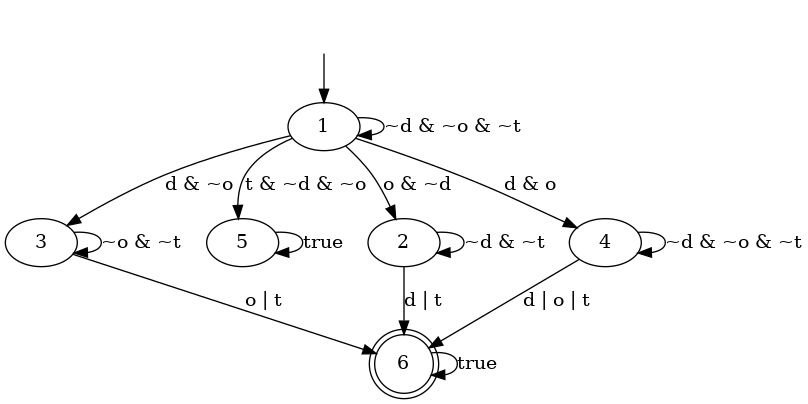 1
~d & ~o & ~t
d & ~o
t & ~d & ~o
o & ~d
d & o
3
~o & ~t
5
true
2
~d & ~t
4
~d & ~o & ~t
o | t
d | t
d | o | t
6
true